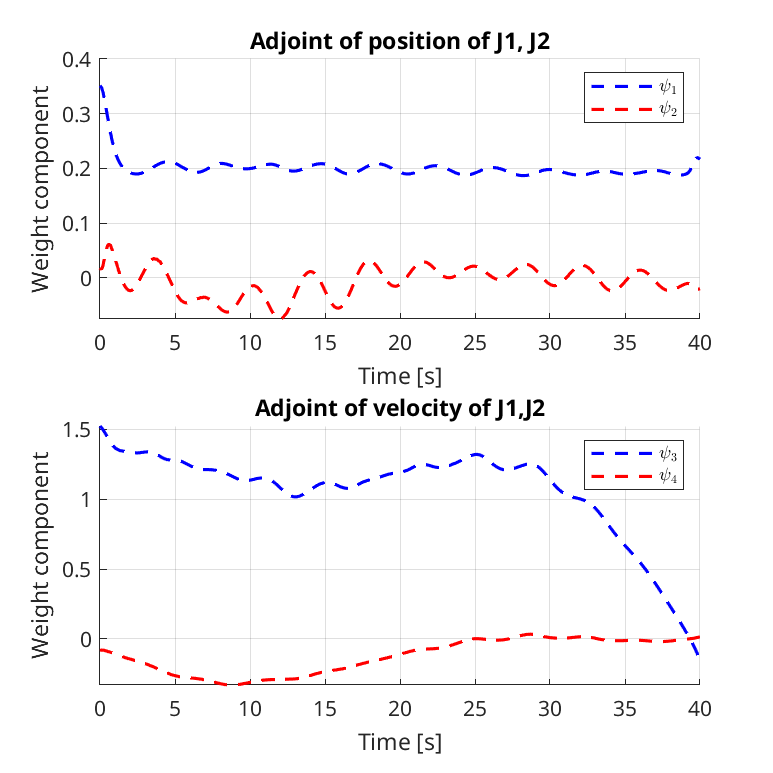 Adjoint of position of J1, J2
Weight component
0.4
0.3
0.2
0.1
0
ψ₁
ψ₂
0 5 10 15 20 25 30 35 40
Time [s]
Adjoint of velocity of J1,J2
Weight component
1.5
1
0.5
0
ψ₃
ψ₄
0 5 10 15 20 25 30 35 40
Time [s]